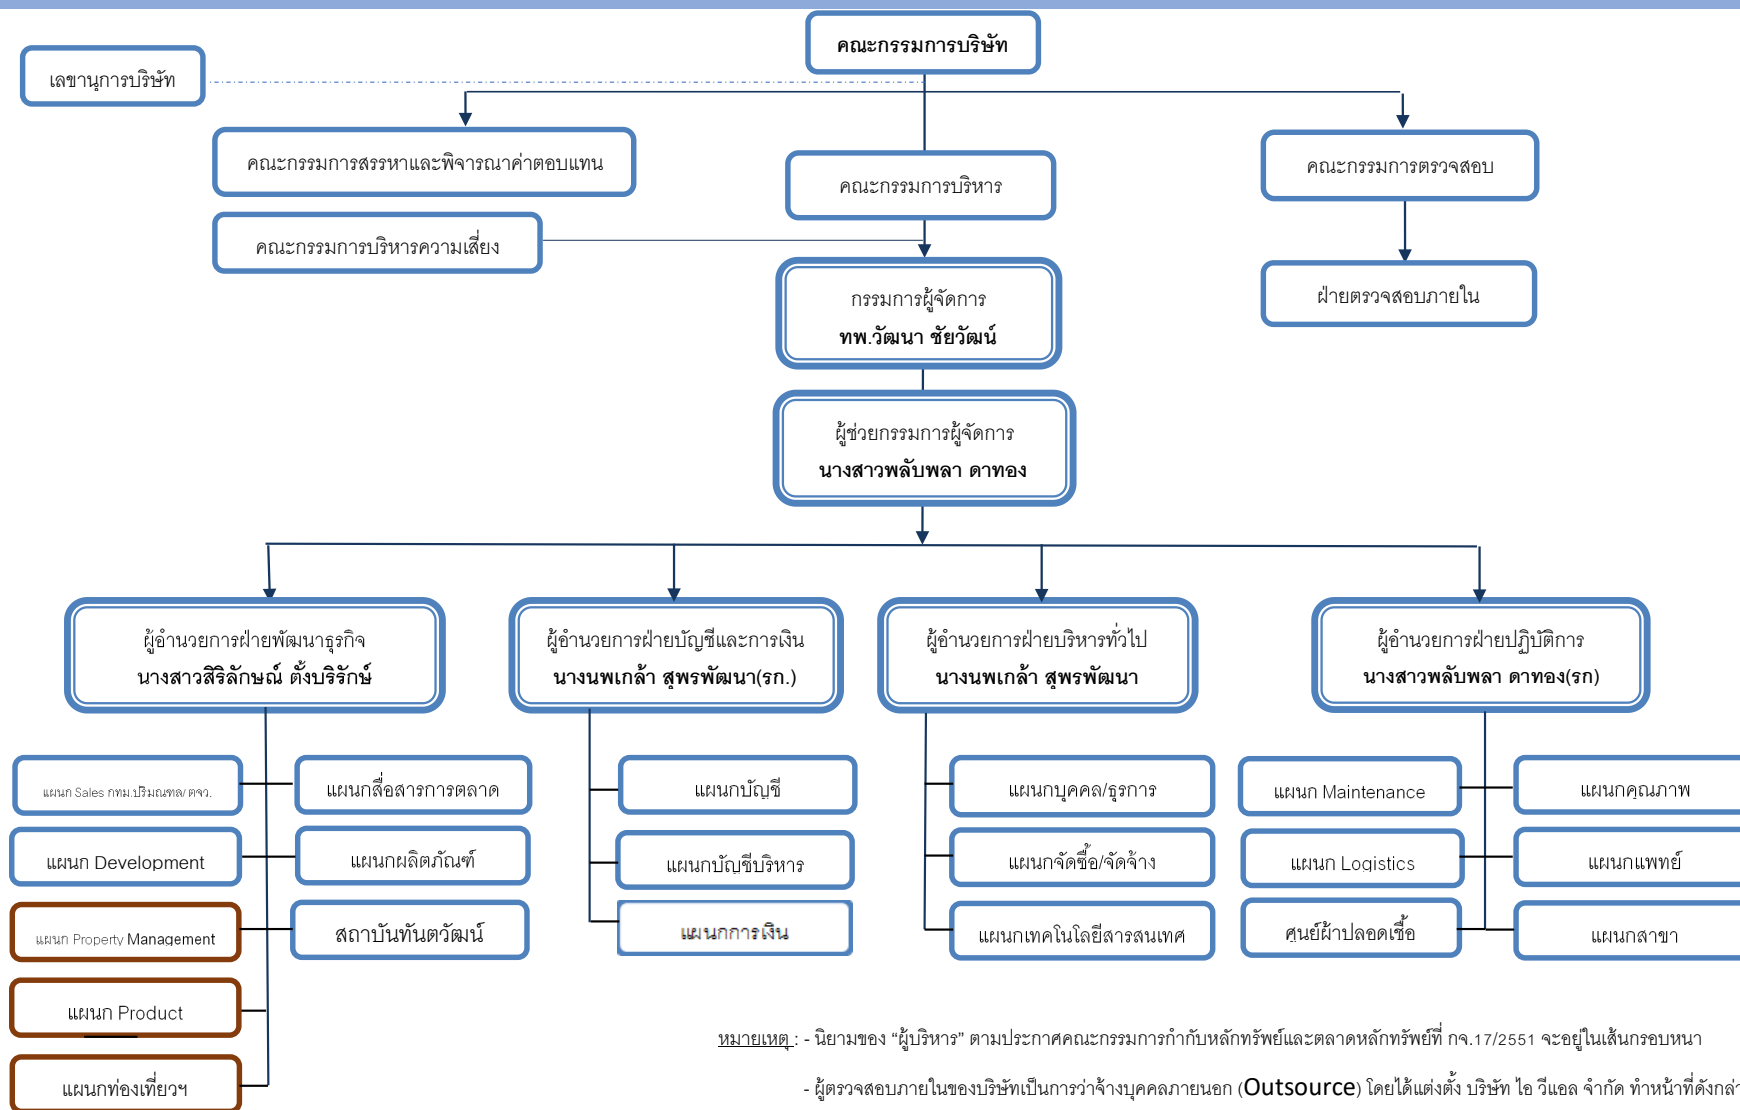 คณะกรรมการบริษัท
เลขานุการบริษัท
คณะกรรมการสรรหาและพิจารณาค่าตอบแทน
คณะกรรมการบริหาร
คณะกรรมการตรวจสอบ
คณะกรรมการบริหารความเสี่ยง
ฝ่ายตรวจสอบภายใน
กรรมการผู้จัดการ
ทพ.วัฒนา ชัยวัฒน์
ผู้ช่วยกรรมการผู้จัดการ
นางสาวพลับพลา ดาทอง
ผู้อำนวยการฝ่ายพัฒนาธุรกิจ
นางสาวสิริลักษณ์ ตั้งบริรักษ์
ผู้อำนวยการฝ่ายบัญชีและการเงิน
นางนพเกล้า สุพรพัฒนา(รก.)
ผู้อำนวยการฝ่ายบริหารทั่วไป
นางนพเกล้า สุพรพัฒนา
ผู้อำนวยการฝ่ายปฏิบัติการ
นางสาวพลับพลา ดาทอง(รก)
แผนก Sales กทม.ปริมณฑล/ ตจว.
แผนกสื่อสารการตลาด
แผนก Development
แผนกผลิตภัณฑ์
แผนก Property Management
สถาบันทันตวัฒน์
แผนก Product
แผนกท่องเที่ยวฯ
แผนกบัญชี
แผนกบัญชีบริหาร
แผนกการเงิน
แผนกบุคคล/ธุรการ
แผนกจัดซื้อ/จัดจ้าง
แผนกเทคโนโลยีสารสนเทศ
แผนก Maintenance
แผนกคุณภาพ
แผนก Logistics
แผนกแพทย์
ศูนย์ผ้าปลอดเชื้อ
แผนกสาขา
หมายเหตุ : - นิยามของ “ผู้บริหาร” ตามประกาศคณะกรรมการกำกับหลักทรัพย์และตลาดหลักทรัพย์ที่ กจ.17/2551 จะอยู่ในเส้นกรอบหนา
- ผู้ตรวจสอบภายในของบริษัทเป็นการว่าจ้างบุคคลภายนอก (Outsource) โดยได้แต่งตั้ง บริษัท ไอ วีแอล จำกัด ทำหน้าที่ดังกล่า